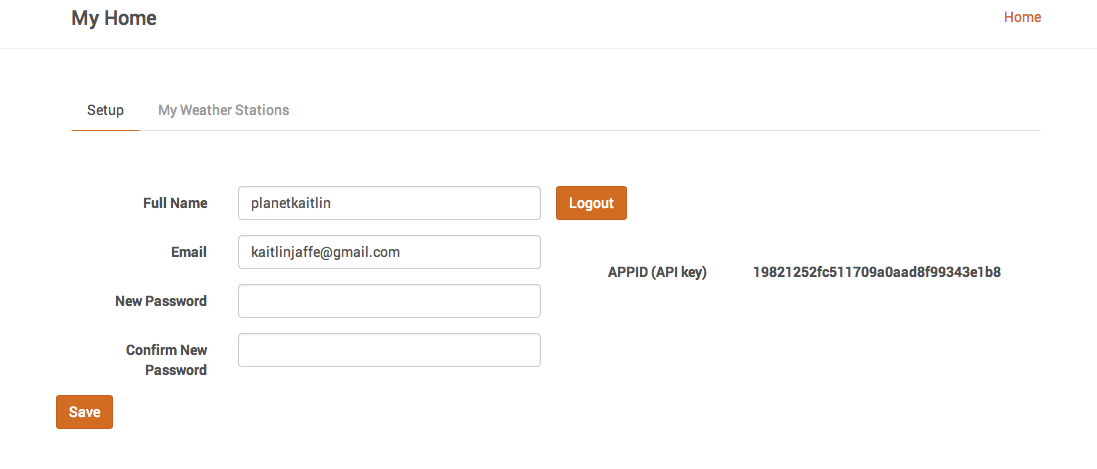 My Home
Home
Setup
My Weather Stations
Full Name
planetkaitlin
Logout
Email
kaitlinjaffe@gmail.com
APPID (API key)
19821252fc511709a0aad8f99343e1b8
New Password
Confirm New
Password
Save